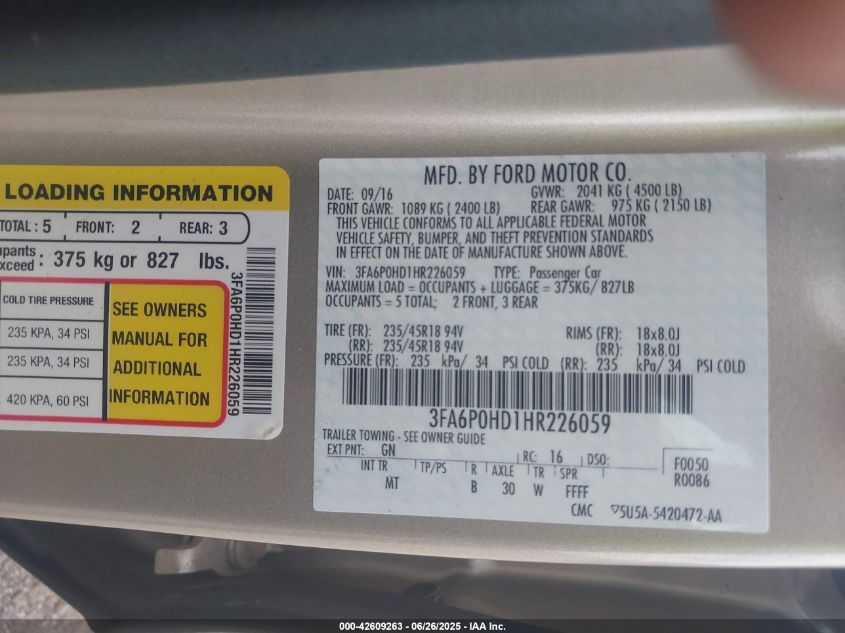 LOADING INFORMATION
TOTAL : 5 FRONT: 2 REAR: 3
exceed : 375 kg or 827 lbs.
COLD TIRE PRESSURE
235 KPA, 34 PSI
235 KPA, 34 PSI
420 KPA, 60 PSI
SEE OWNERS
MANUAL FOR
ADDITIONAL
INFORMATION
3FA6P0HD1HR226059
MFD. BY FORD MOTOR CO.
DATE: 09/16 GVWR: 2041 KG ( 4500 LB)
FRONT GAWR: 1089 KG ( 2400 LB) REAR GAWR: 975 KG ( 2150 LB)
THIS VEHICLE CONFORMS TO ALL APPLICABLE FEDERAL MOTOR
VEHICLE SAFETY, BUMPER, AND THEFT PREVENTION STANDARDS
IN EFFECT ON THE DATE OF MANUFACTURE SHOWN ABOVE.
VIN: 3FA6P0HD1HR226059 TYPE: Passenger Car
MAXIMUM LOAD = OCCUPANTS + LUGGAGE = 375KG/ 827LB
OCCUPANTS = 5 TOTAL; 2 FRONT, 3 REAR
TIRE (FR): 235/45R18 94V RIMS (FR): 18x8.0J
(RR): 235/45R18 94V (RR): 18x8.0J
PRESSURE (FR): 235 kPa/ 34 PSI COLD (RR): 235 kPa/ 34 PSI COLD
3FA6P0HD1HR226059
TRAILER TOWING - SEE OWNER GUIDE
EXT PNT: GN RC: 16 DSO: F0050
INT TR TP/PS R AXLE TR SPR R0086
MT B 30 W FFFF
CMC 5U5A-5420472-AA
000-42609263 - 06/26/2025 - IAA Inc.